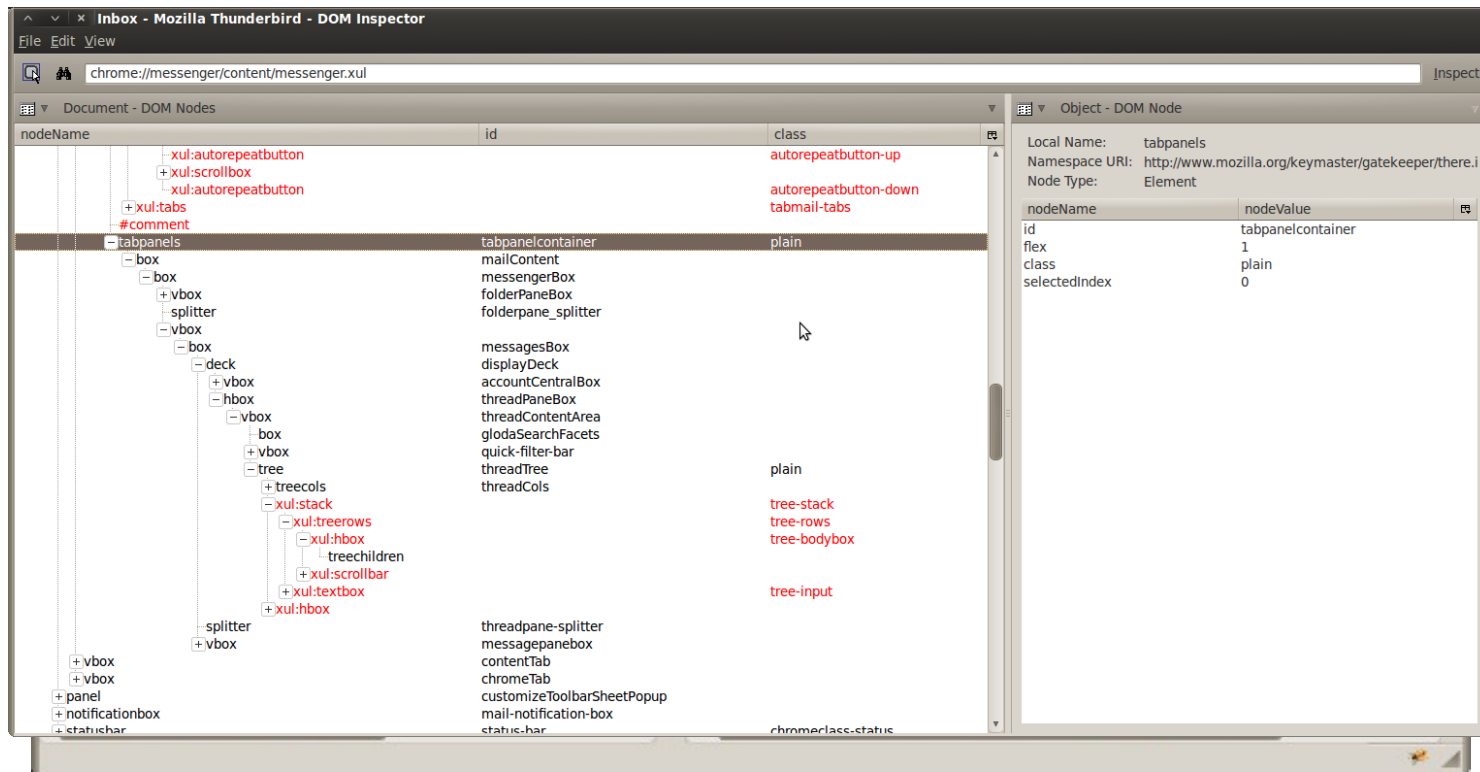 Inbox - Mozilla Thunderbird - DOM Inspector
File Edit View
chrome://messenger/content/messenger.xul Inspect
Document - DOM Nodes
nodeName id class
xul:autorepeatbutton autorepeatbutton-up
xul:scrollbox
xul:autorepeatbutton autorepeatbutton-down
xul:tabs tabmail-tabs
#comment
tabpanels tabpanelcontainer plain
box mailContent
box messengerBox
vbox folderPaneBox
splitter folderpane_splitter
vbox
box messagesBox
deck displayDeck
vbox accountCentralBox
hbox threadPaneBox
vbox threadContentArea
box glodaSearchFacets
vbox quick-filter-bar
tree threadTree plain
treecols threadCols
xul:stack tree-stack
xul:treerows tree-rows
xul:hbox tree-bodybox
treechildren
xul:scrollbar
xul:textbox tree-input
xul:hbox
splitter threadpane-splitter
vbox messagepanebox
vbox contentTab
vbox chromeTab
panel customizeToolbarSheetPopup
notificationbox mail-notification-box
statusbar status-bar chromeclass-status
Object - DOM Node
Local Name: tabpanels
Namespace URI: http://www.mozilla.org/keymaster/gatekeeper/there.i
Node Type: Element
nodeName nodeValue
id tabpanelcontainer
flex 1
class plain
selectedIndex 0